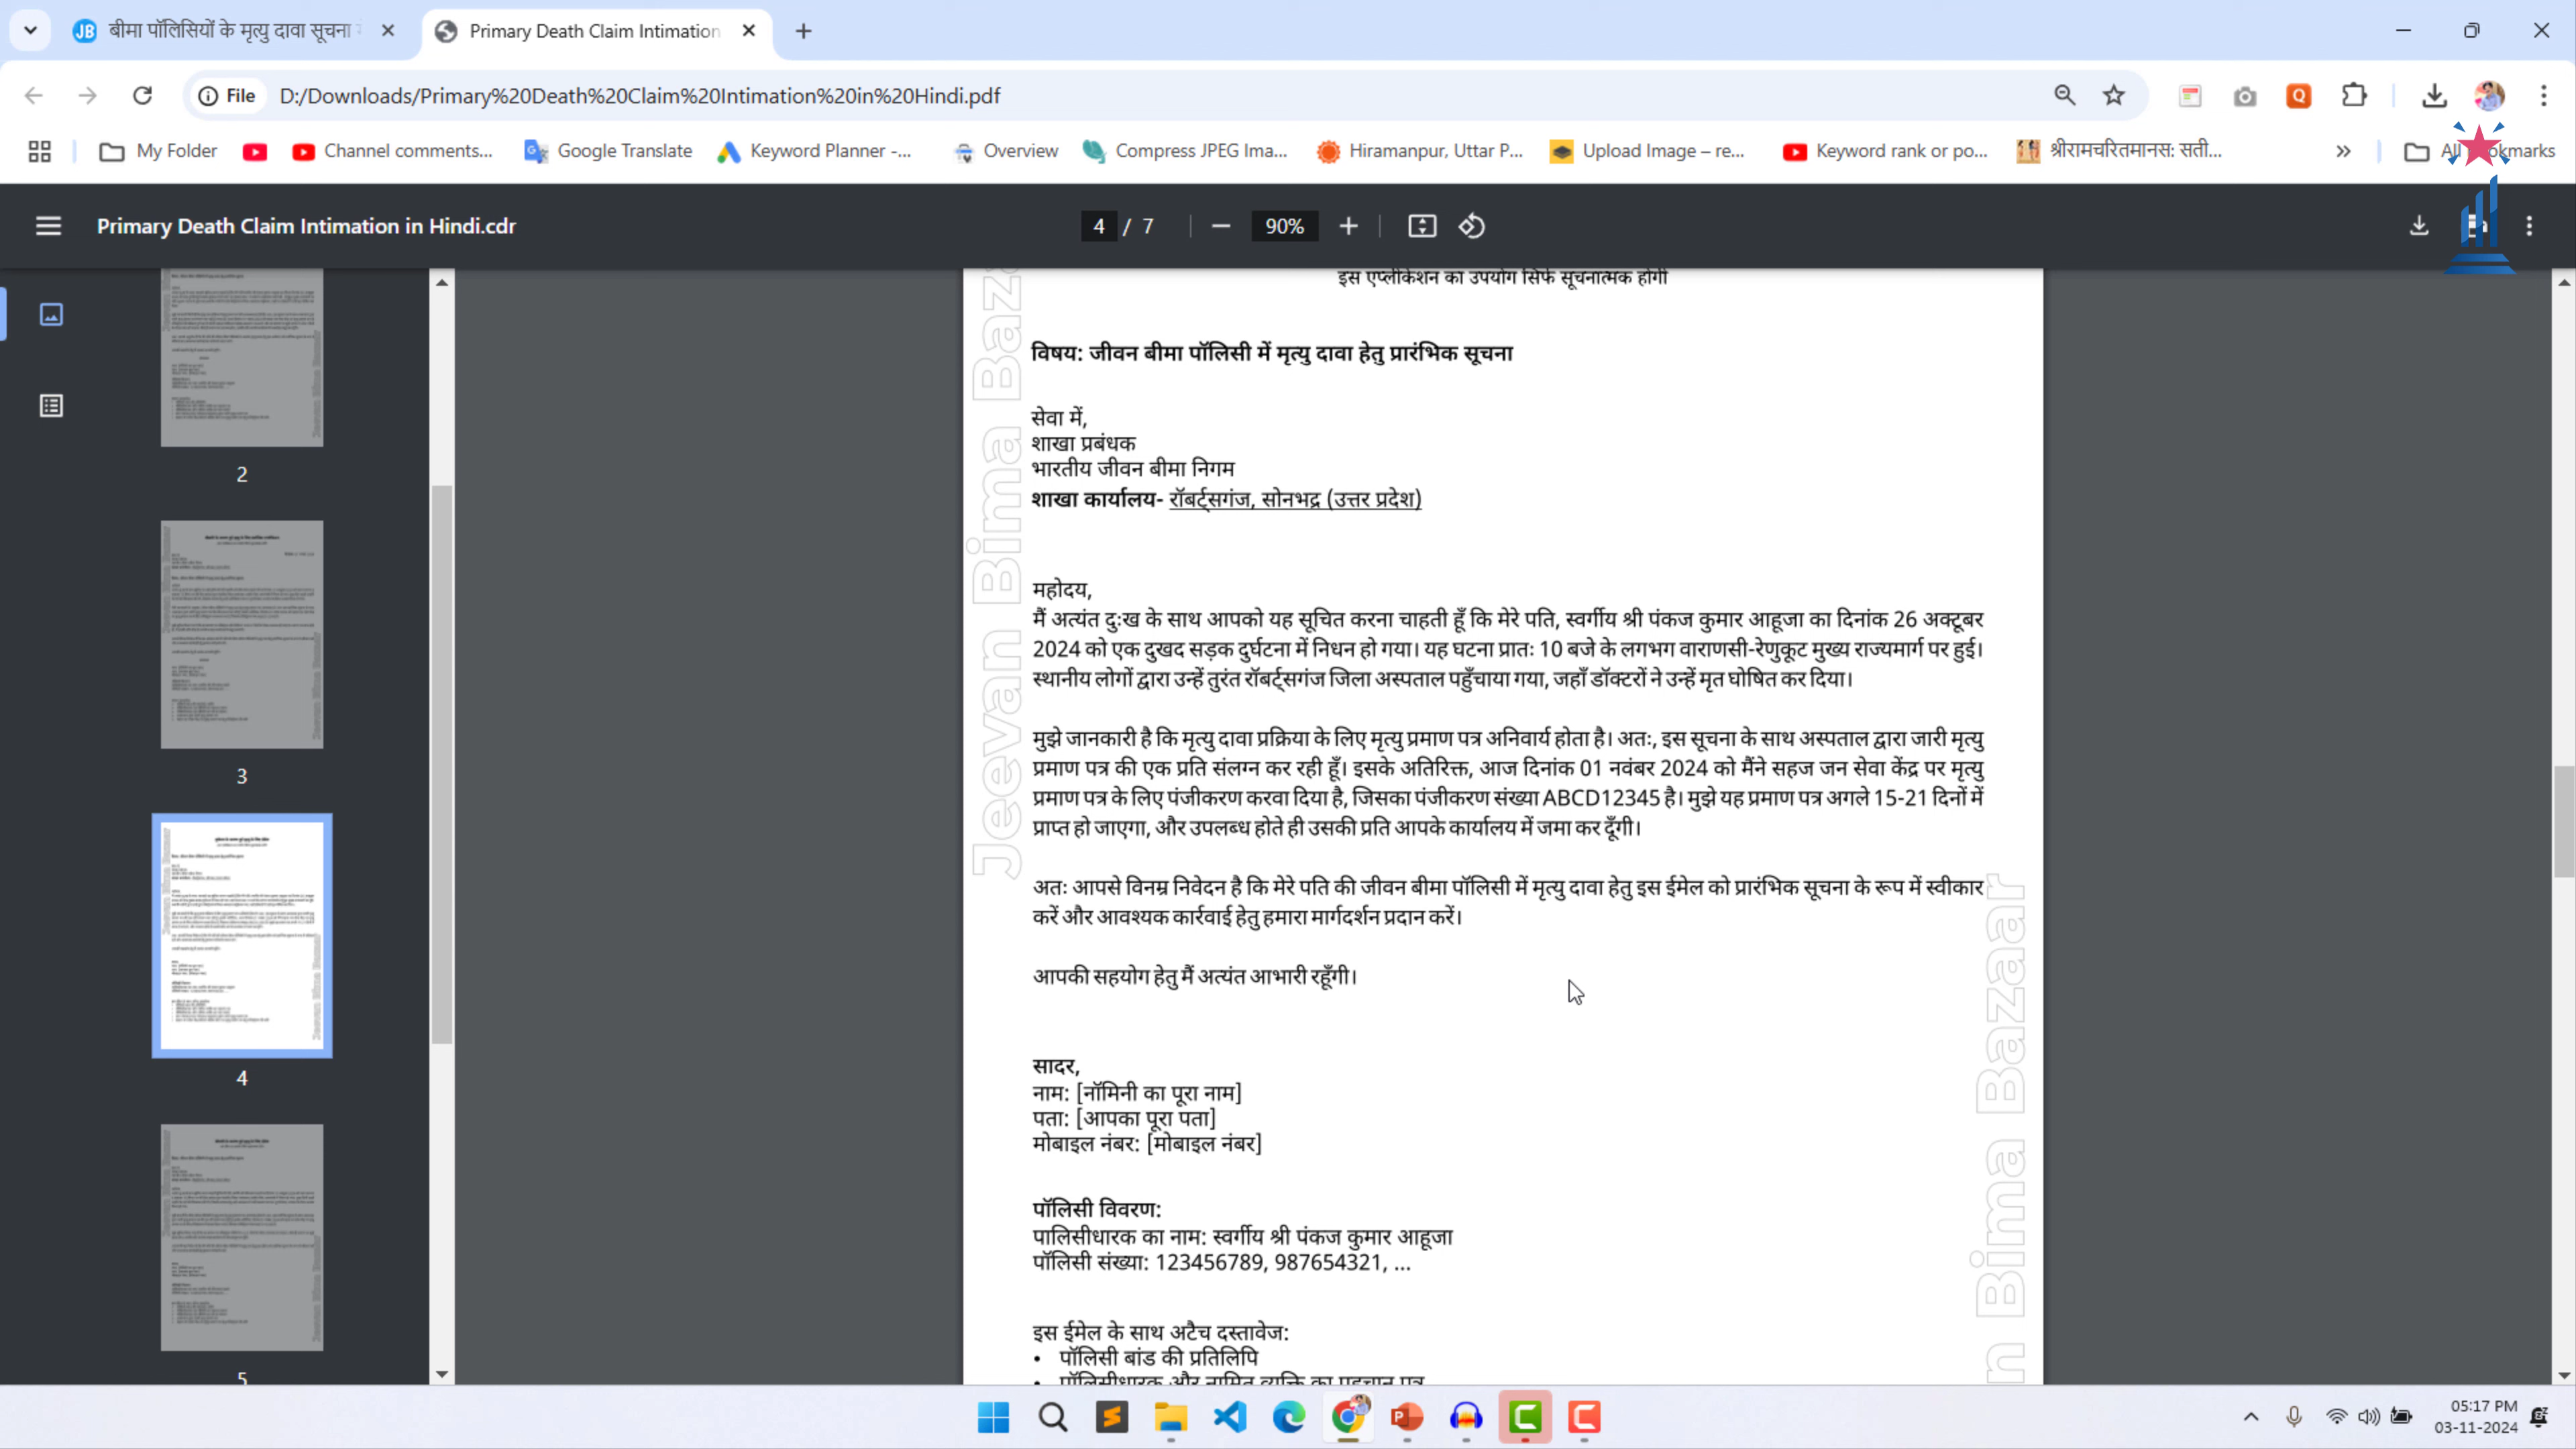 बीमा पॉलिसियों के मृत्यु दावा सूचना
Primary Death Claim Intimation
File
D:/Downloads/Primary%20Death%20Claim%20Intimation%20in%20Hindi.pdf
My Folder
Channel comments...
Google Translate
Keyword Planner -...
Overview
Compress JPEG Ima...
Hiramanpur, Uttar P...
Upload Image – re...
Keyword rank or po...
श्रीरामचरितमानस: सती...
All Bookmarks
Primary Death Claim Intimation in Hindi.cdr
4 / 7
90%
2
3
4
5
इस एप्लीकेशन का उपयोग सिर्फ सूचनात्मक होगी
विषय: जीवन बीमा पॉलिसी में मृत्यु दावा हेतु प्रारंभिक सूचना
सेवा में,
शाखा प्रबंधक
भारतीय जीवन बीमा निगम
शाखा कार्यालय- रॉबर्ट्सगंज, सोनभद्र (उत्तर प्रदेश)
महोदय,
मैं अत्यंत दुःख के साथ आपको यह सूचित करना चाहती हूँ कि मेरे पति, स्वर्गीय श्री पंकज कुमार आहूजा का दिनांक 26 अक्टूबर
2024 को एक दुखद सड़क दुर्घटना में निधन हो गया। यह घटना प्रातः 10 बजे के लगभग वाराणसी-रेणुकूट मुख्य राज्यमार्ग पर हुई।
स्थानीय लोगों द्वारा उन्हें तुरंत रॉबर्ट्सगंज जिला अस्पताल पहुँचाया गया, जहाँ डॉक्टरों ने उन्हें मृत घोषित कर दिया।
मुझे जानकारी है कि मृत्यु दावा प्रक्रिया के लिए मृत्यु प्रमाण पत्र अनिवार्य होता है। अतः, इस सूचना के साथ अस्पताल द्वारा जारी मृत्यु
प्रमाण पत्र की एक प्रति संलग्न कर रही हूँ। इसके अतिरिक्त, आज दिनांक 01 नवंबर 2024 को मैंने सहज जन सेवा केंद्र पर मृत्यु
प्रमाण पत्र के लिए पंजीकरण करवा दिया है, जिसका पंजीकरण संख्या ABCD12345 है। मुझे यह प्रमाण पत्र अगले 15-21 दिनों में
प्राप्त हो जाएगा, और उपलब्ध होते ही उसकी प्रति आपके कार्यालय में जमा कर दूँगी।
अतः आपसे विनम्र निवेदन है कि मेरे पति की जीवन बीमा पॉलिसी में मृत्यु दावा हेतु इस ईमेल को प्रारंभिक सूचना के रूप में स्वीकार
करें और आवश्यक कार्रवाई हेतु हमारा मार्गदर्शन प्रदान करें।
आपकी सहयोग हेतु मैं अत्यंत आभारी रहूँगी।
सादर,
नाम: [नॉमिनी का पूरा नाम]
पता: [आपका पूरा पता]
मोबाइल नंबर: [मोबाइल नंबर]
पॉलिसी विवरण:
पालिसीधारक का नाम: स्वर्गीय श्री पंकज कुमार आहूजा
पॉलिसी संख्या: 123456789, 987654321, ...
इस ईमेल के साथ अटैच दस्तावेज:
• पॉलिसी बांड की प्रतिलिपि
• पॉलिसीधारक और नामित व्यक्ति का पहचान पत्र
Jeevan Bima Baz
n Bima Bazaar
05:17 PM
03-11-2024